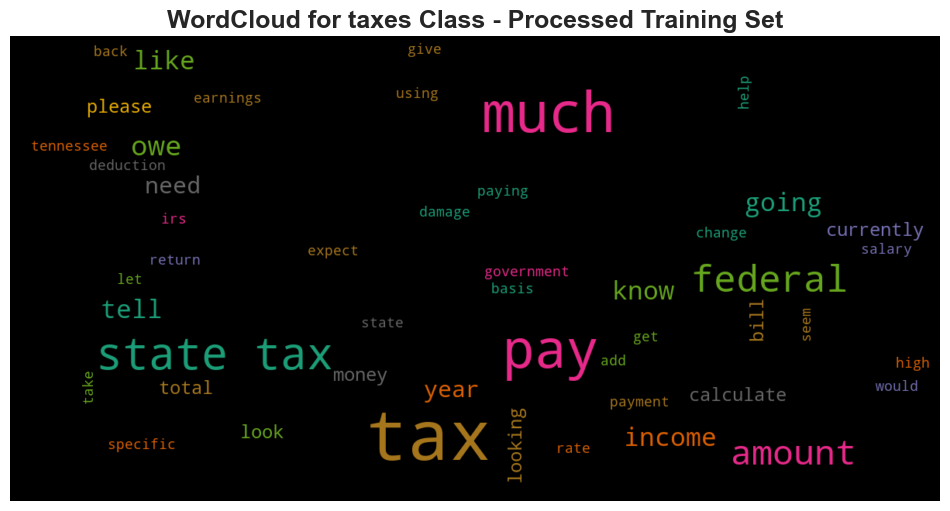 WordCloud for taxes Class - Processed Training Set
back
give
like
using
earnings
help
please
much
tennessee
owe
deduction
need
paying
going
damage
irs
change
currently
expect
salary
return
government
let
basis
know
federal
tell
bill
seem
state
get
state tax
pay
add
high
take
money
total
year
calculate
would
payment
look
tax
looking
income
specific
rate
amount